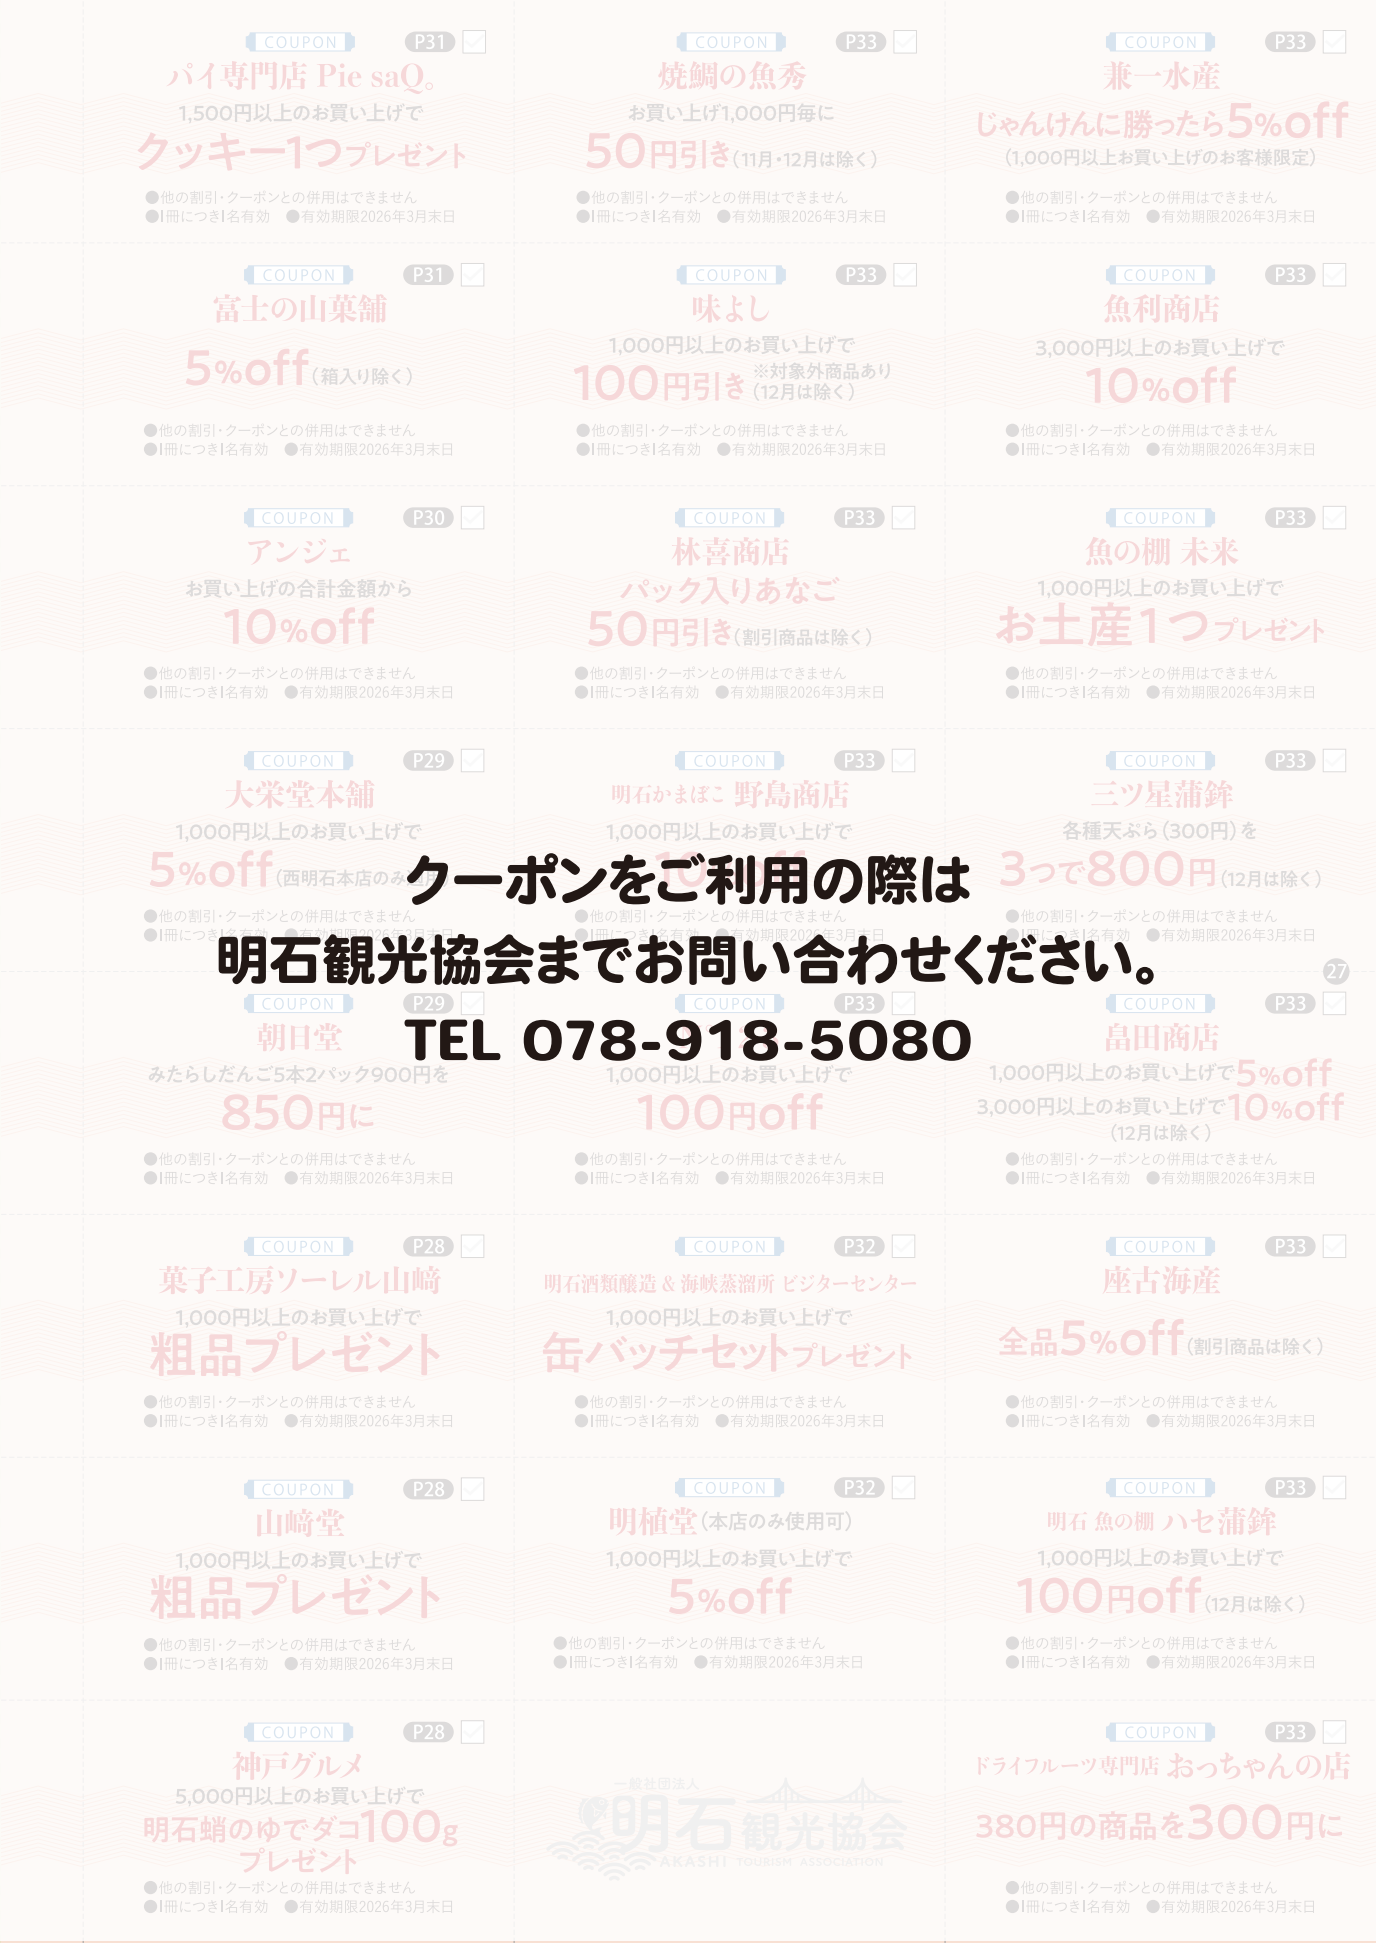 COUPON P31
パイ専門店 Pie saQ。
1,500円以上のお買い上げで
クッキー1つプレゼント
●他の割引・クーポンとの併用はできません
●1冊につき1名有効 ●有効期限2026年3月末日
COUPON P33
焼鯛の魚秀
お買い上げ1,000円毎に
50円引き(11月・12月は除く)
●他の割引・クーポンとの併用はできません
●1冊につき1名有効 ●有効期限2026年3月末日
COUPON P33
兼一水産
じゃんけんに勝ったら5%off
(1,000円以上お買い上げのお客様限定)
●他の割引・クーポンとの併用はできません
●1冊につき1名有効 ●有効期限2026年3月末日
COUPON P31
富士の山菓舗
5%off(箱入り除く)
●他の割引・クーポンとの併用はできません
●1冊につき1名有効 ●有効期限2026年3月末日
COUPON P33
味よし
1,000円以上のお買い上げで
100円引き ※対象外商品あり
(12月は除く)
●他の割引・クーポンとの併用はできません
●1冊につき1名有効 ●有効期限2026年3月末日
COUPON P33
魚利商店
3,000円以上のお買い上げで
10%off
●他の割引・クーポンとの併用はできません
●1冊につき1名有効 ●有効期限2026年3月末日
COUPON P30
アンジェ
お買い上げの合計金額から
10%off
●他の割引・クーポンとの併用はできません
●1冊につき1名有効 ●有効期限2026年3月末日
COUPON P33
林喜商店
パック入りあなご
50円引き(割引商品は除く)
●他の割引・クーポンとの併用はできません
●1冊につき1名有効 ●有効期限2026年3月末日
COUPON P33
魚の棚 未来
1,000円以上のお買い上げで
お土産1つプレゼント
●他の割引・クーポンとの併用はできません
●1冊につき1名有効 ●有効期限2026年3月末日
COUPON P29
大栄堂本舗
1,000円以上のお買い上げで
5%off(西明石本店のみ
●他の割引・クーポンとの併用はできません
●1冊につき1名有効 ●有効期限2026年3月末日
COUPON P33
明石かまぼこ 野島商店
1,000円以上のお買い上げで
10%off
●他の割引・クーポンとの併用はできません
●1冊につき1名有効 ●有効期限2026年3月末日
COUPON P33
三ツ星蒲鉾
各種天ぷら(300円)を
3つで800円(12月は除く)
●他の割引・クーポンとの併用はできません
●1冊につき1名有効 ●有効期限2026年3月末日
クーポンをご利用の際は
明石観光協会までお問い合わせください。
TEL 078-918-5080
27
COUPON P29
朝日堂
みたらしだんご5本2パック900円を
850円に
●他の割引・クーポンとの併用はできません
●1冊につき1名有効 ●有効期限2026年3月末日
COUPON P33
1,000円以上のお買い上げで
100円off
●他の割引・クーポンとの併用はできません
●1冊につき1名有効 ●有効期限2026年3月末日
COUPON P33
畠田商店
1,000円以上のお買い上げで5%off
3,000円以上のお買い上げで10%off
(12月は除く)
●他の割引・クーポンとの併用はできません
●1冊につき1名有効 ●有効期限2026年3月末日
COUPON P28
菓子工房ソーレル山﨑
1,000円以上のお買い上げで
粗品プレゼント
●他の割引・クーポンとの併用はできません
●1冊につき1名有効 ●有効期限2026年3月末日
COUPON P32
明石酒類醸造 & 海峡蒸溜所 ビジターセンター
1,000円以上のお買い上げで
缶バッチセットプレゼント
●他の割引・クーポンとの併用はできません
●1冊につき1名有効 ●有効期限2026年3月末日
COUPON P33
座古海産
全品5%off(割引商品は除く)
●他の割引・クーポンとの併用はできません
●1冊につき1名有効 ●有効期限2026年3月末日
COUPON P28
山﨑堂
1,000円以上のお買い上げで
粗品プレゼント
●他の割引・クーポンとの併用はできません
●1冊につき1名有効 ●有効期限2026年3月末日
COUPON P32
明植堂(本店のみ使用可)
1,000円以上のお買い上げで
5%off
●他の割引・クーポンとの併用はできません
●1冊につき1名有効 ●有効期限2026年3月末日
COUPON P33
明石 魚の棚 ハセ蒲鉾
1,000円以上のお買い上げで
100円off(12月は除く)
●他の割引・クーポンとの併用はできません
●1冊につき1名有効 ●有効期限2026年3月末日
COUPON P28
神戸グルメ
5,000円以上のお買い上げで
明石蛸のゆでダコ100g
プレゼント
●他の割引・クーポンとの併用はできません
●1冊につき1名有効 ●有効期限2026年3月末日
一般社団法人
明石観光協会
AKASHI TOURISM ASSOCIATION
COUPON P33
ドライフルーツ専門店 おっちゃんの店
380円の商品を300円に
●他の割引・クーポンとの併用はできません
●1冊につき1名有効 ●有効期限2026年3月末日